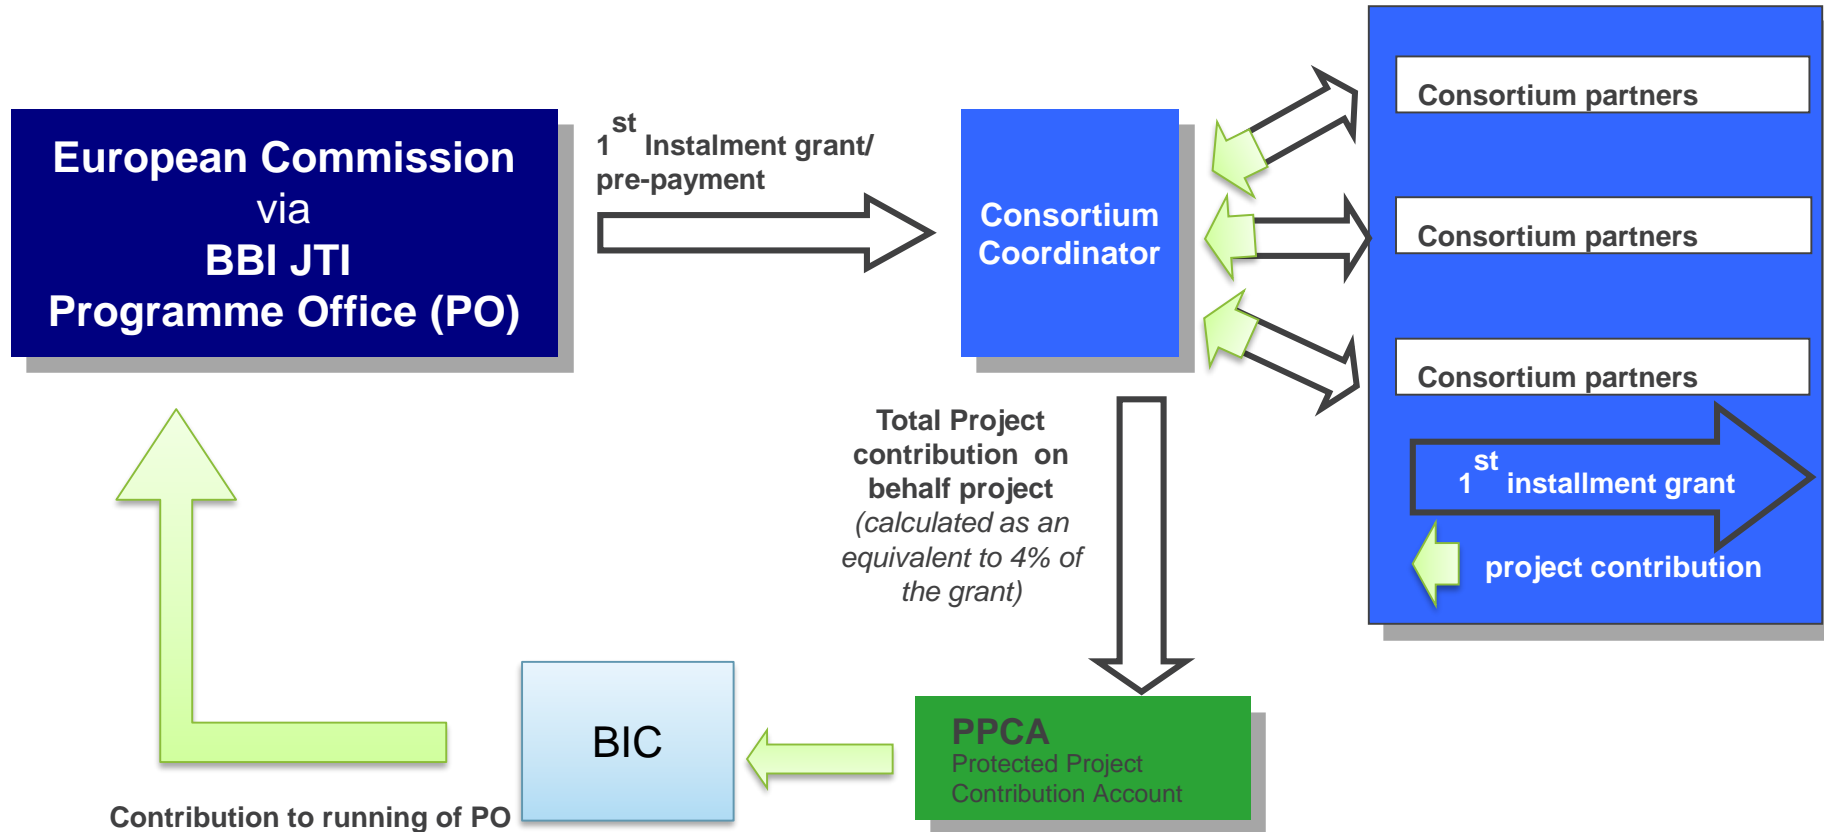 European Commission
via
BBI JTI
Programme Office (PO)
1st Instalment grant/
pre-payment
Consortium
Coordinator
Consortium partners
Consortium partners
Consortium partners
1st installment grant
project contribution
Total Project
contribution on
behalf project
(calculated as an
equivalent to 4% of
the grant)
PPCA
Protected Project
Contribution Account
BIC
Contribution to running of PO